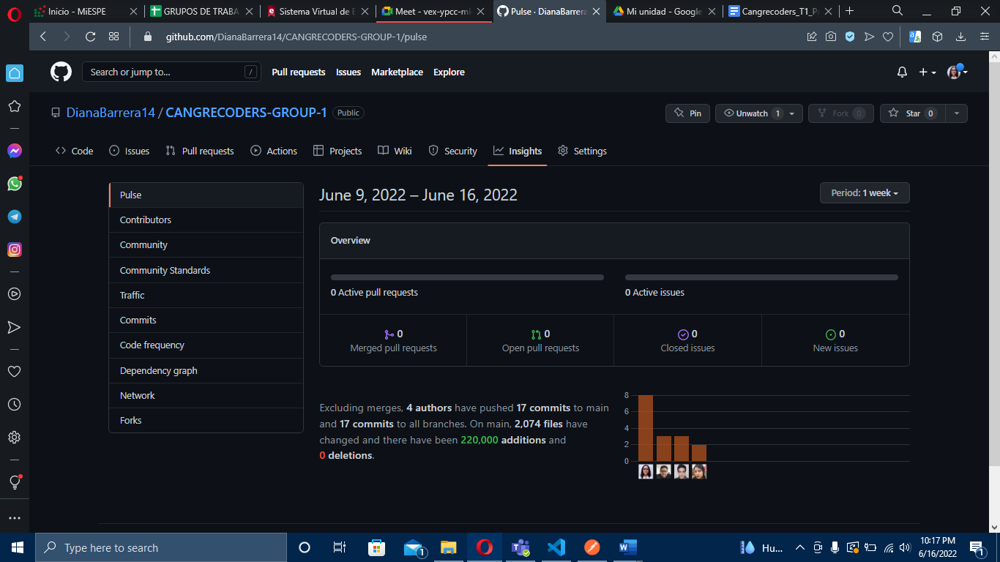 Inicio - MiESPE
GRUPOS DE TRABA
Sistema Virtual de E
Meet - vex-ypcc-m
Pulse · DianaBarrera
Mi unidad - Google
Cangrecoders_T1_P
github.com/DianaBarrera14/CANGRECODERS-GROUP-1/pulse
Search or jump to...
/
Pull requests
Issues
Marketplace
Explore
DianaBarrera14 / CANGRECODERS-GROUP-1
Public
Pin
Unwatch 1
Fork 0
Star 0
Code
Issues
Pull requests
Actions
Projects
Wiki
Security
Insights
Settings
Pulse
Contributors
Community
Community Standards
Traffic
Commits
Code frequency
Dependency graph
Network
Forks
June 9, 2022 – June 16, 2022
Period: 1 week
Overview
0 Active pull requests
0 Active issues
0
Merged pull requests
0
Open pull requests
0
Closed issues
0
New issues
Excluding merges, 4 authors have pushed 17 commits to main
and 17 commits to all branches. On main, 2,074 files have
changed and there have been 220,000 additions and
0 deletions.
8
6
4
2
0
Type here to search
1
Hu...
10:17 PM
6/16/2022
1